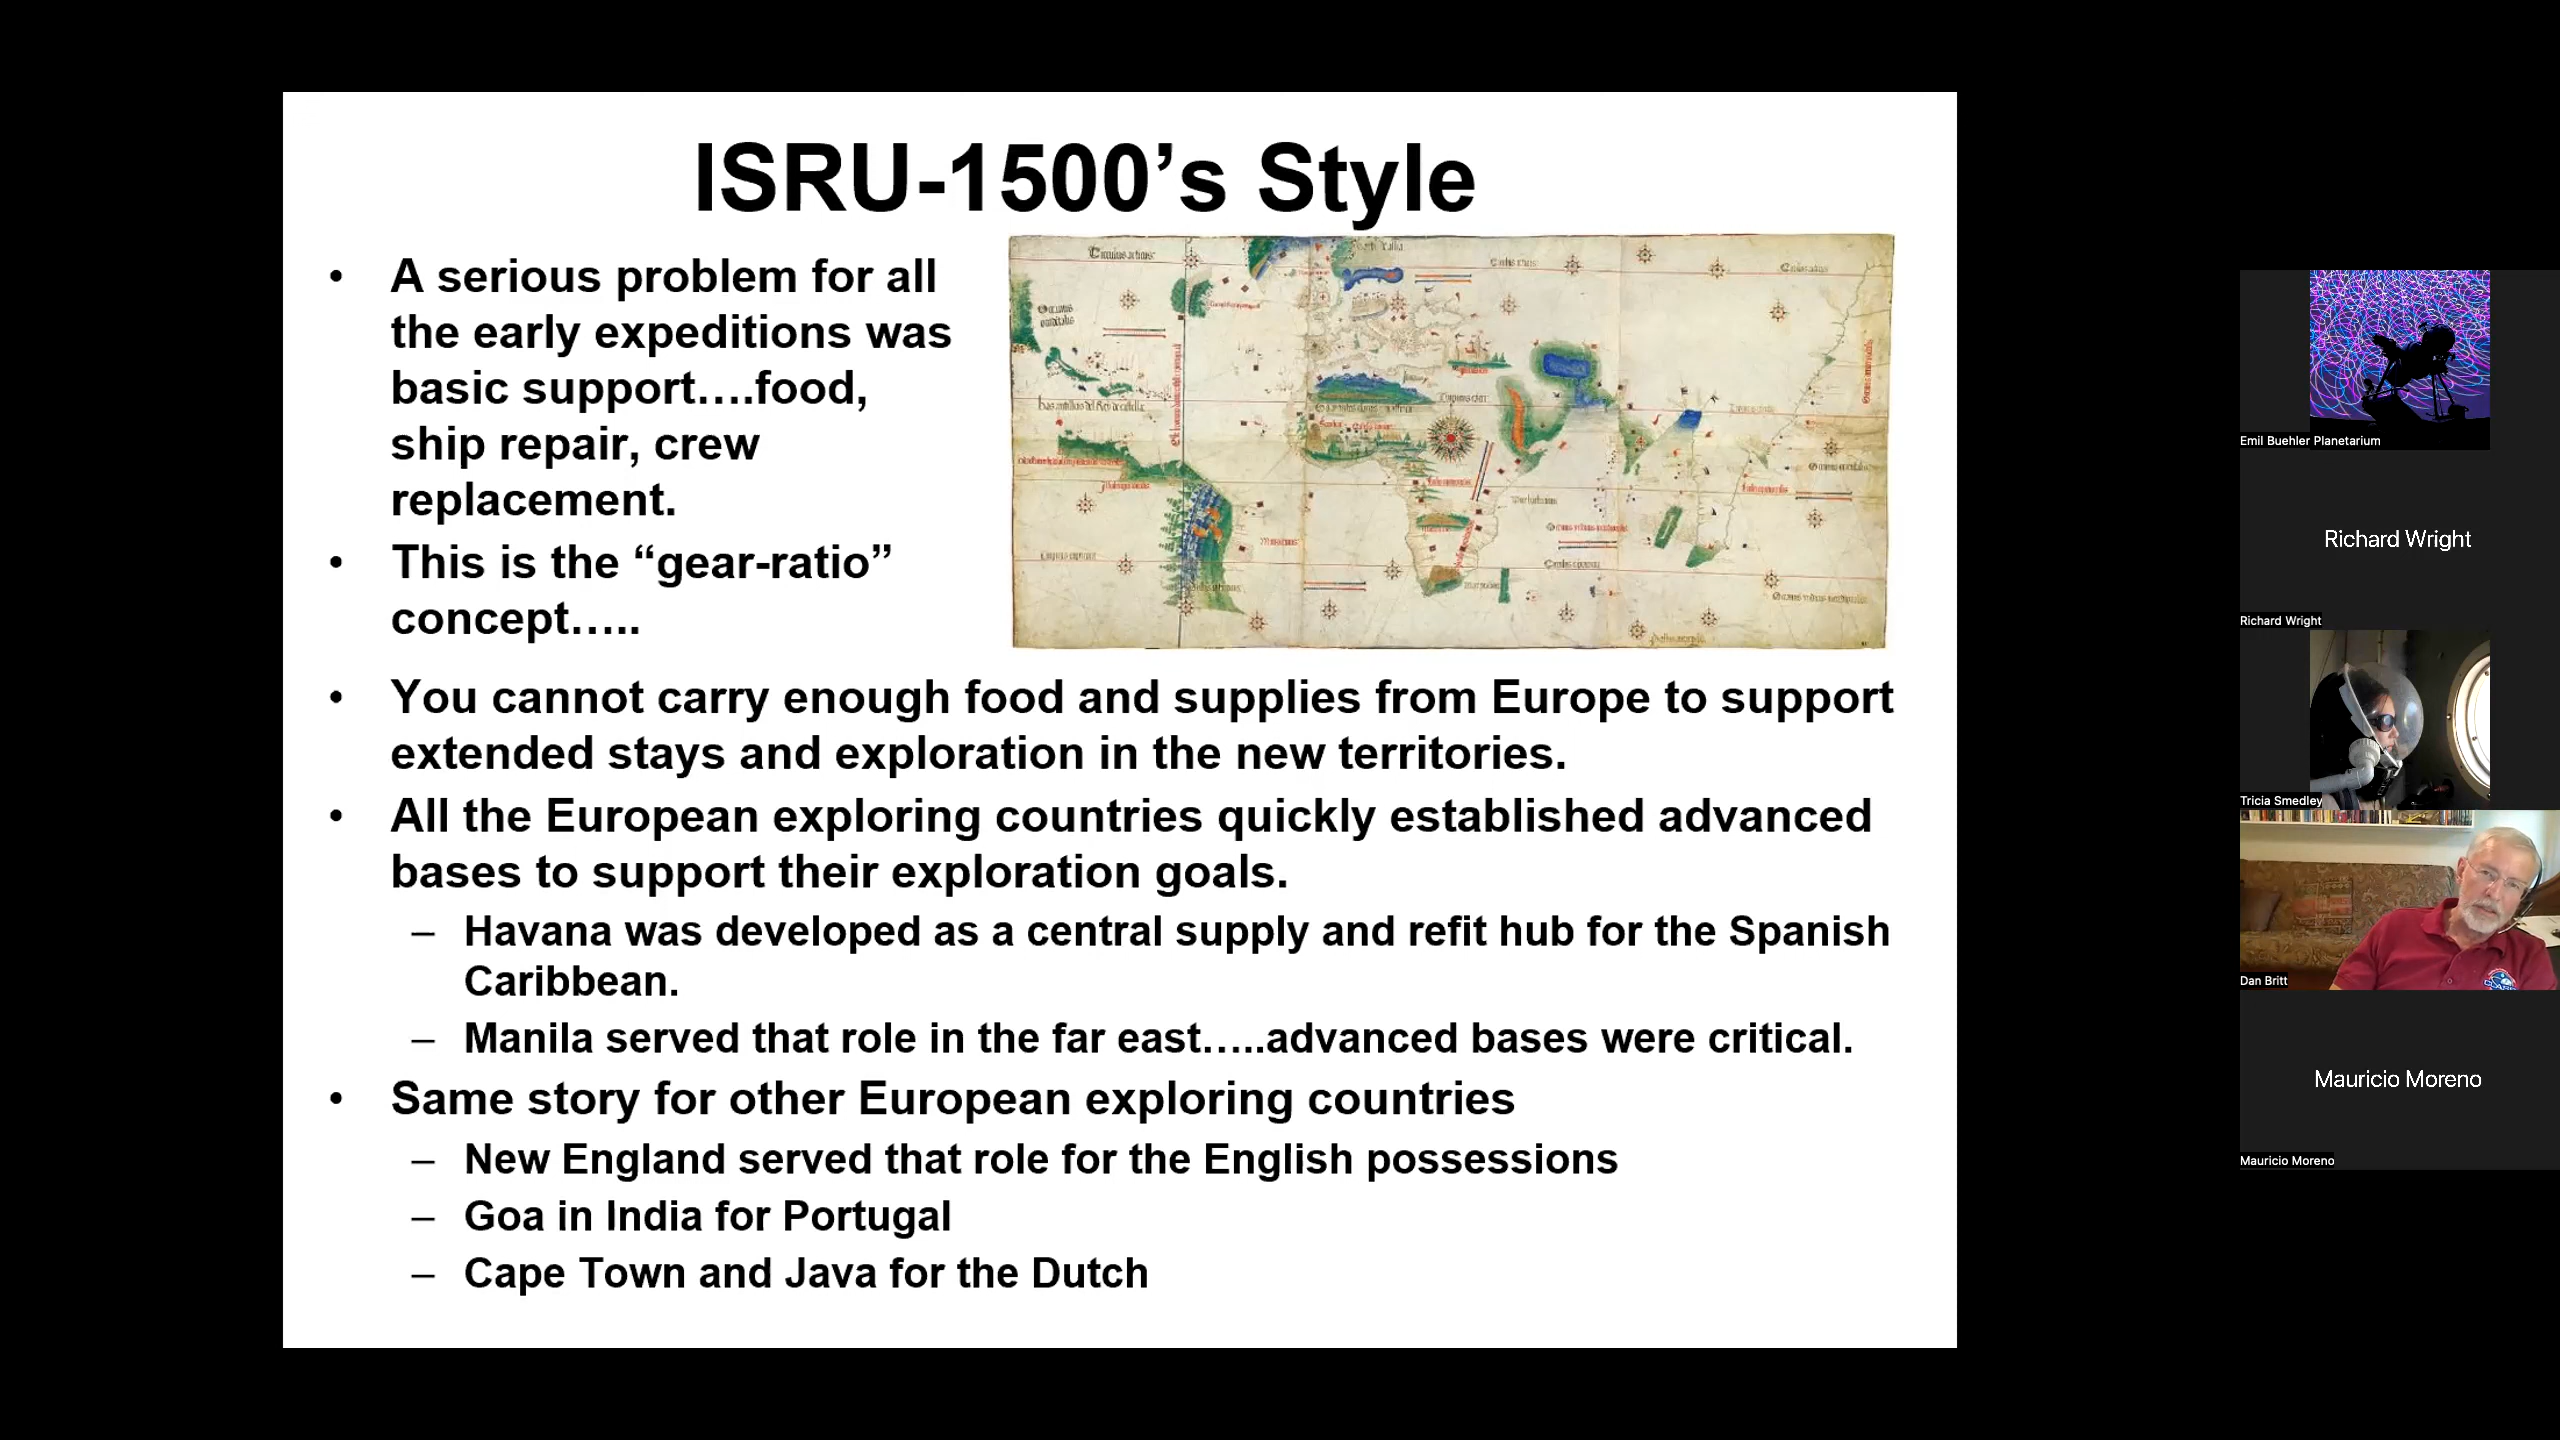 ISRU-1500’s Style
• A serious problem for all
the early expeditions was
basic support….food,
ship repair, crew
replacement.
• This is the “gear-ratio”
concept…..
• You cannot carry enough food and supplies from Europe to support
extended stays and exploration in the new territories.
• All the European exploring countries quickly established advanced
bases to support their exploration goals.
– Havana was developed as a central supply and refit hub for the Spanish
Caribbean.
– Manila served that role in the far east…..advanced bases were critical.
• Same story for other European exploring countries
– New England served that role for the English possessions
– Goa in India for Portugal
– Cape Town and Java for the Dutch
Emil Buehler Planetarium
Richard Wright
Richard Wright
Tricia Smedley
Dan Britt
Mauricio Moreno
Mauricio Moreno